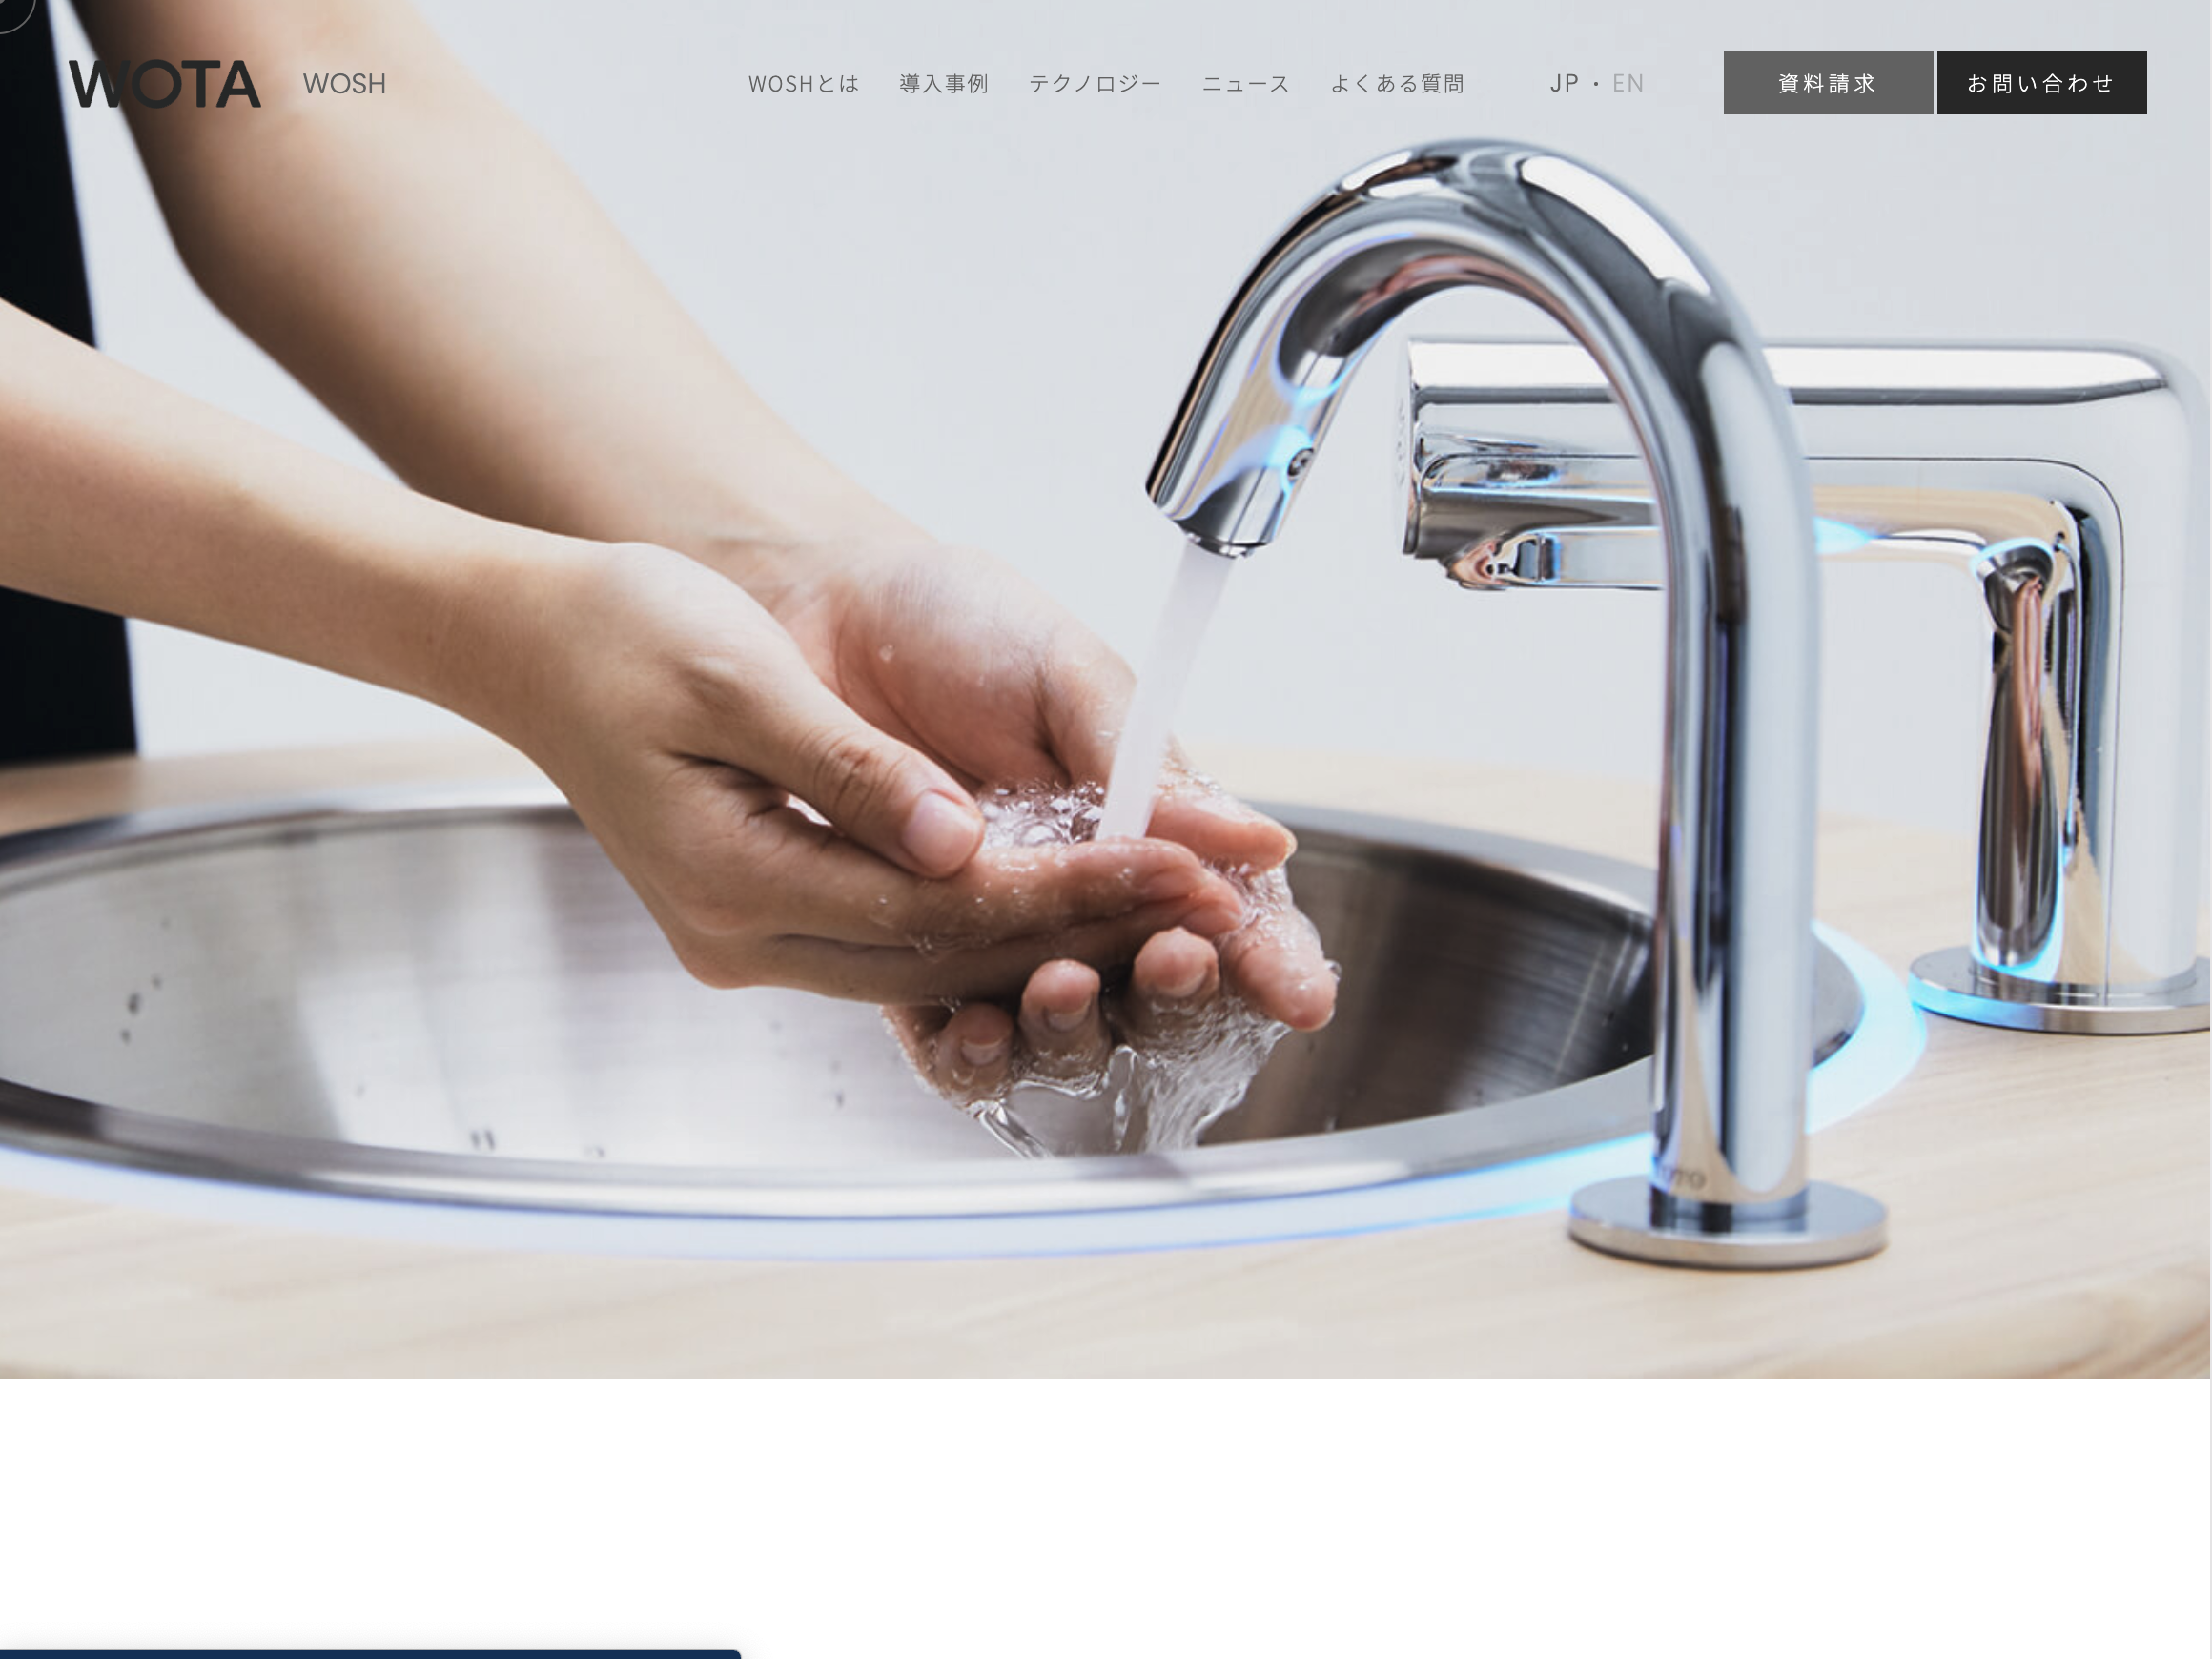 WOTA
WOSH
WOSHとは
導入事例
テクノロジー
ニュース
よくある質問
JP・EN
資料請求
お問い合わせ